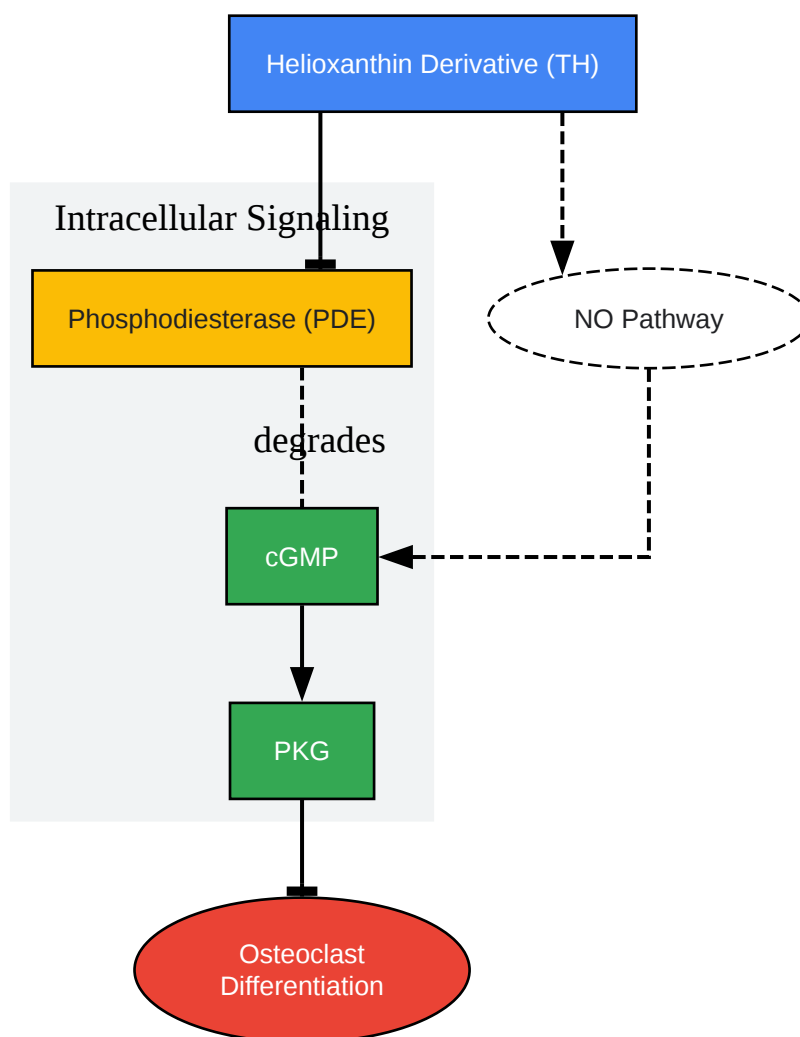 Helioxanthin Derivative (TH)
Intracellular Signaling
Phosphodiesterase (PDE)
NO Pathway
degrades
cGMP
PKG
Osteoclast
Differentiation